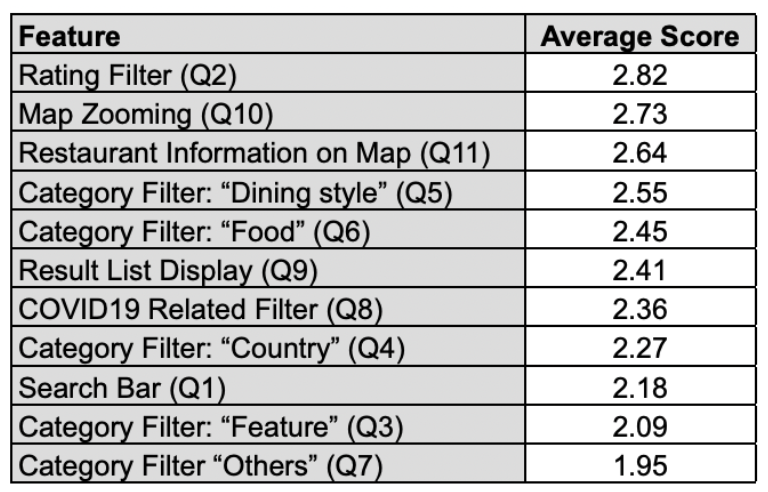 Feature Average Score
Rating Filter (Q2) 2.82
Map Zooming (Q10) 2.73
Restaurant Information on Map (Q11) 2.64
Category Filter: “Dining style” (Q5) 2.55
Category Filter: “Food” (Q6) 2.45
Result List Display (Q9) 2.41
COVID19 Related Filter (Q8) 2.36
Category Filter: “Country” (Q4) 2.27
Search Bar (Q1) 2.18
Category Filter: “Feature” (Q3) 2.09
Category Filter “Others” (Q7) 1.95